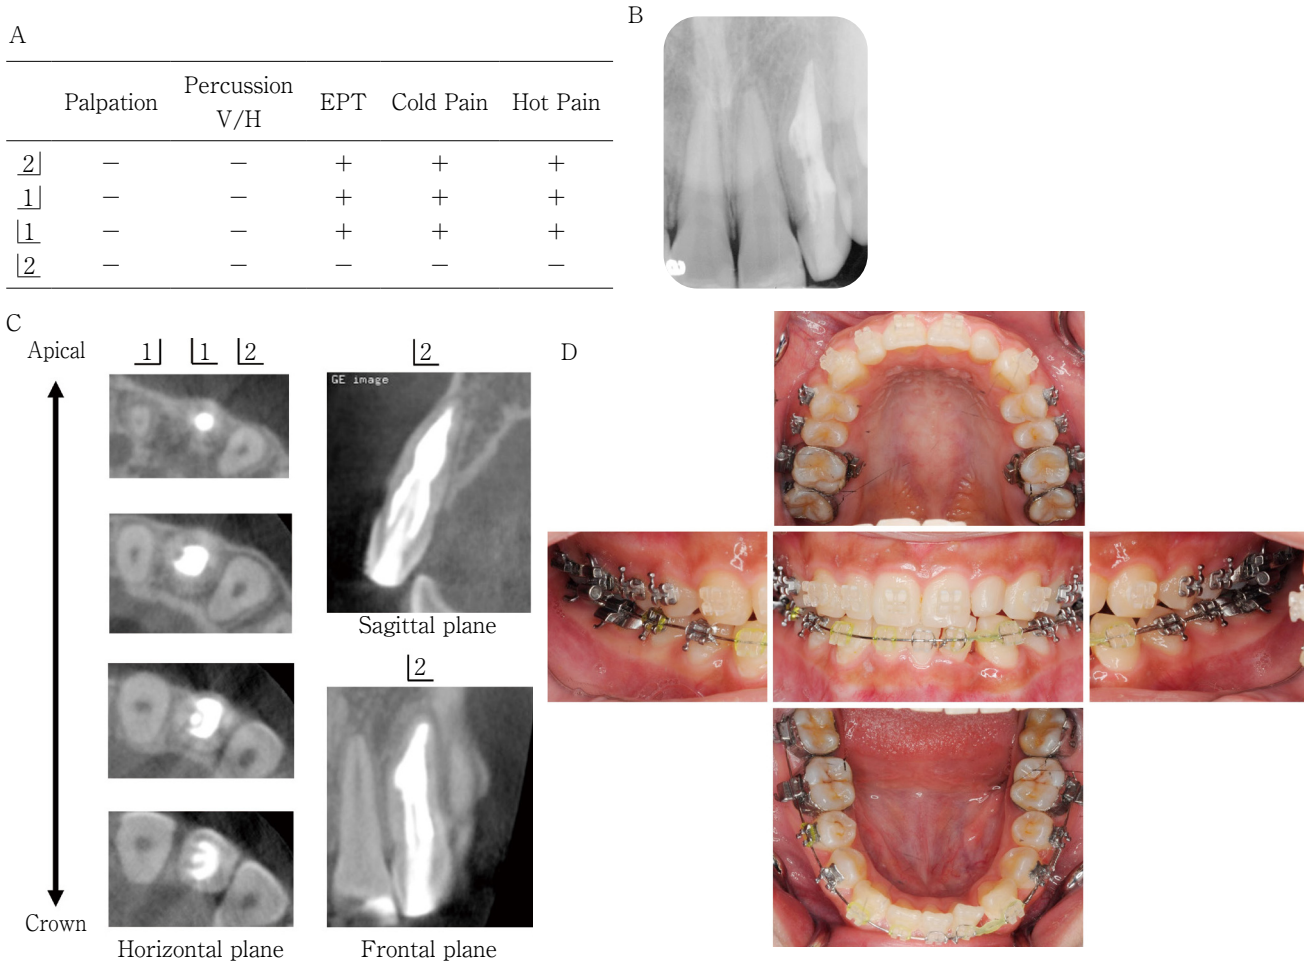 A
Palpation Percussion V/H EPT Cold Pain Hot Pain
2| − − + + +
1| − − + + +
|1 − − + + +
|2 − − − − −
B
C
Apical
Crown
1| |1 |2
Horizontal plane
|2
GE image
Sagittal plane
|2
Frontal plane
D